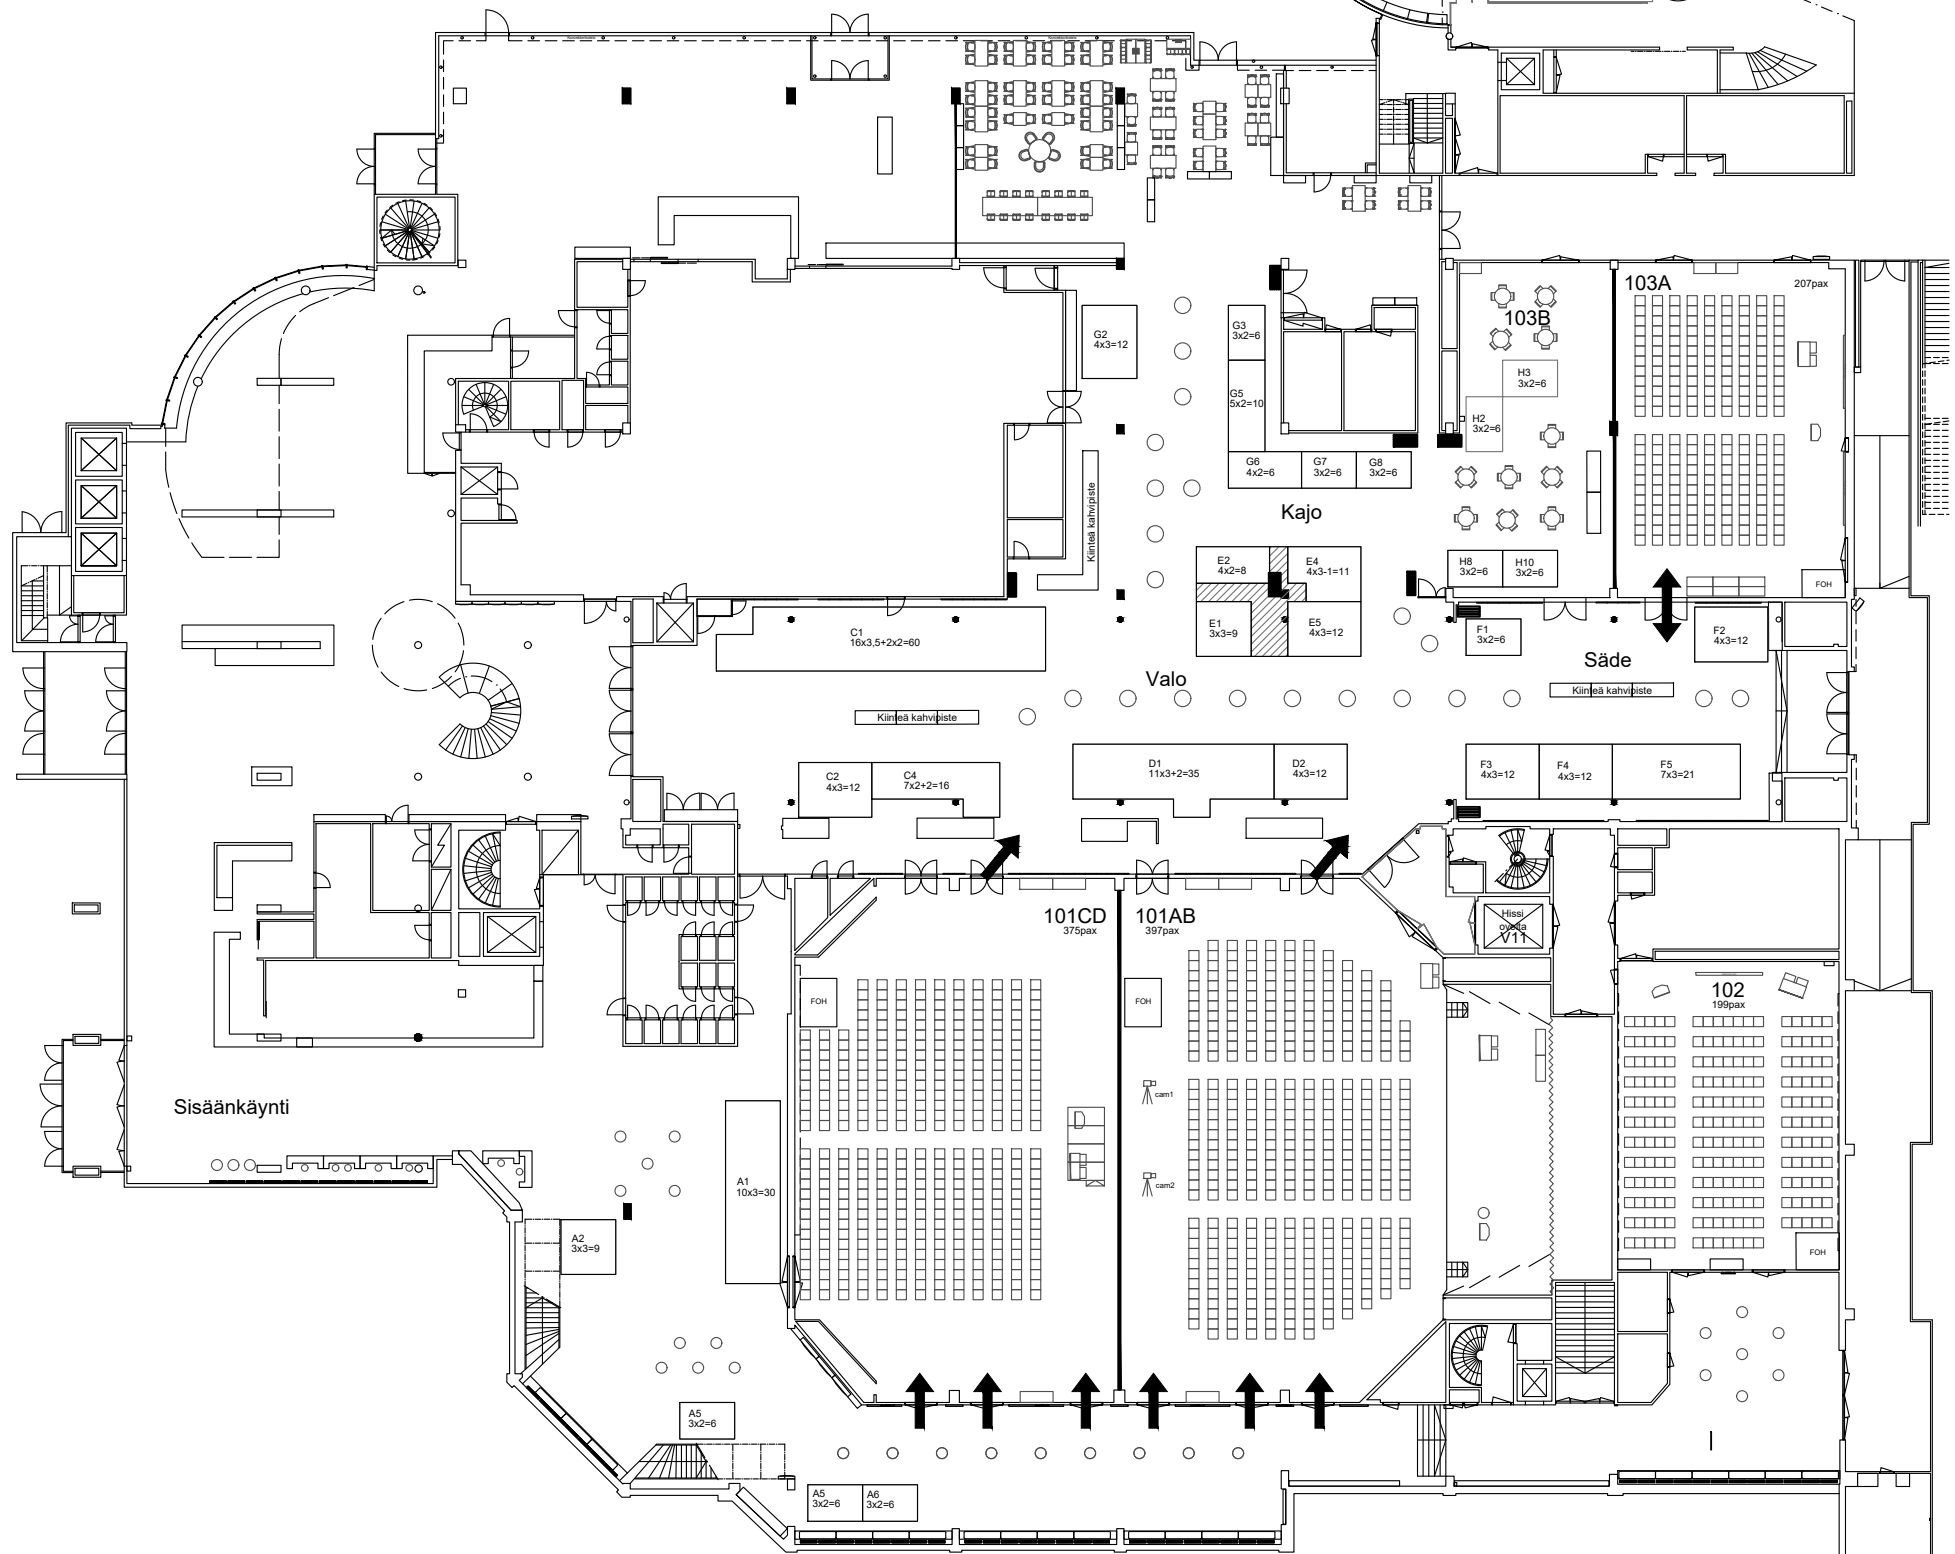 103A
207pax
103B
G2
4x3=12
G3
3x2=6
G5
5x2=10
H3
3x2=6
H2
3x2=6
G6
4x2=6
G7
3x2=6
G8
3x2=6
Kajo
Kiinteä kahvipiste
E2
4x2=8
E4
4x3-1=11
H8
3x2=6
H10
3x2=6
FOH
E1
3x3=9
E5
4x3=12
C1
16x3,5+2x2=60
F1
3x2=6
F2
4x3=12
Säde
Valo
Kiinteä kahvipiste
Kiinteä kahvipiste
C2
4x3=12
C4
7x2+2=16
D1
11x3+2=35
D2
4x3=12
F3
4x3=12
F4
4x3=12
F5
7x3=21
101CD
375pax
101AB
397pax
Hissi
ovelta
V11
FOH
FOH
102
199pax
cam1
cam2
Sisäänkäynti
A1
10x3=30
A2
3x3=9
FOH
A5
3x2=6
A5
3x2=6
A6
3x2=6